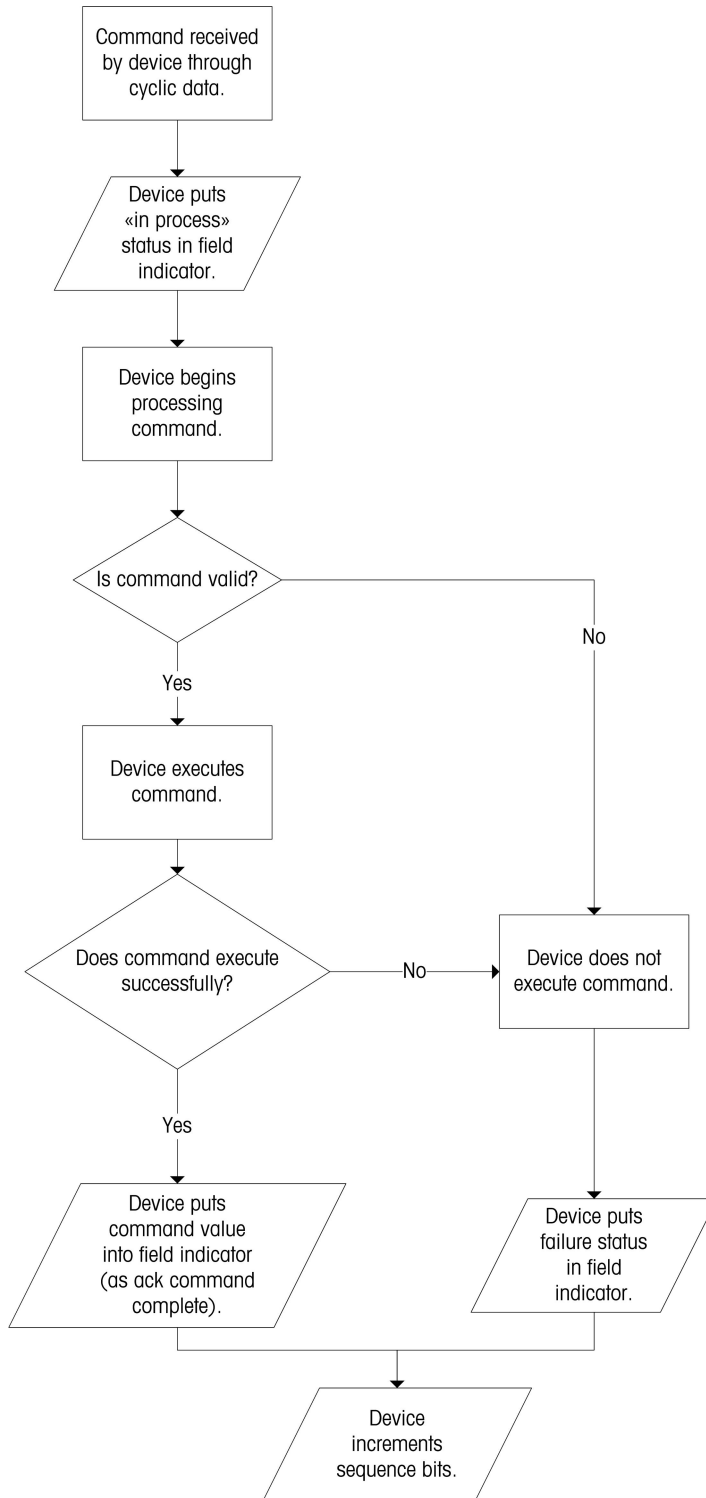 Command received
by device through
cyclic data.
Device puts
«in process»
status in field
indicator.
Device begins
processing
command.
Is command valid?
No
Yes
Device executes
command.
Does command execute
successfully?
No
Device does not
execute command.
Yes
Device puts
command value
into field indicator
(as ack command
complete).
Device puts
failure status
in field
indicator.
Device
increments
sequence bits.